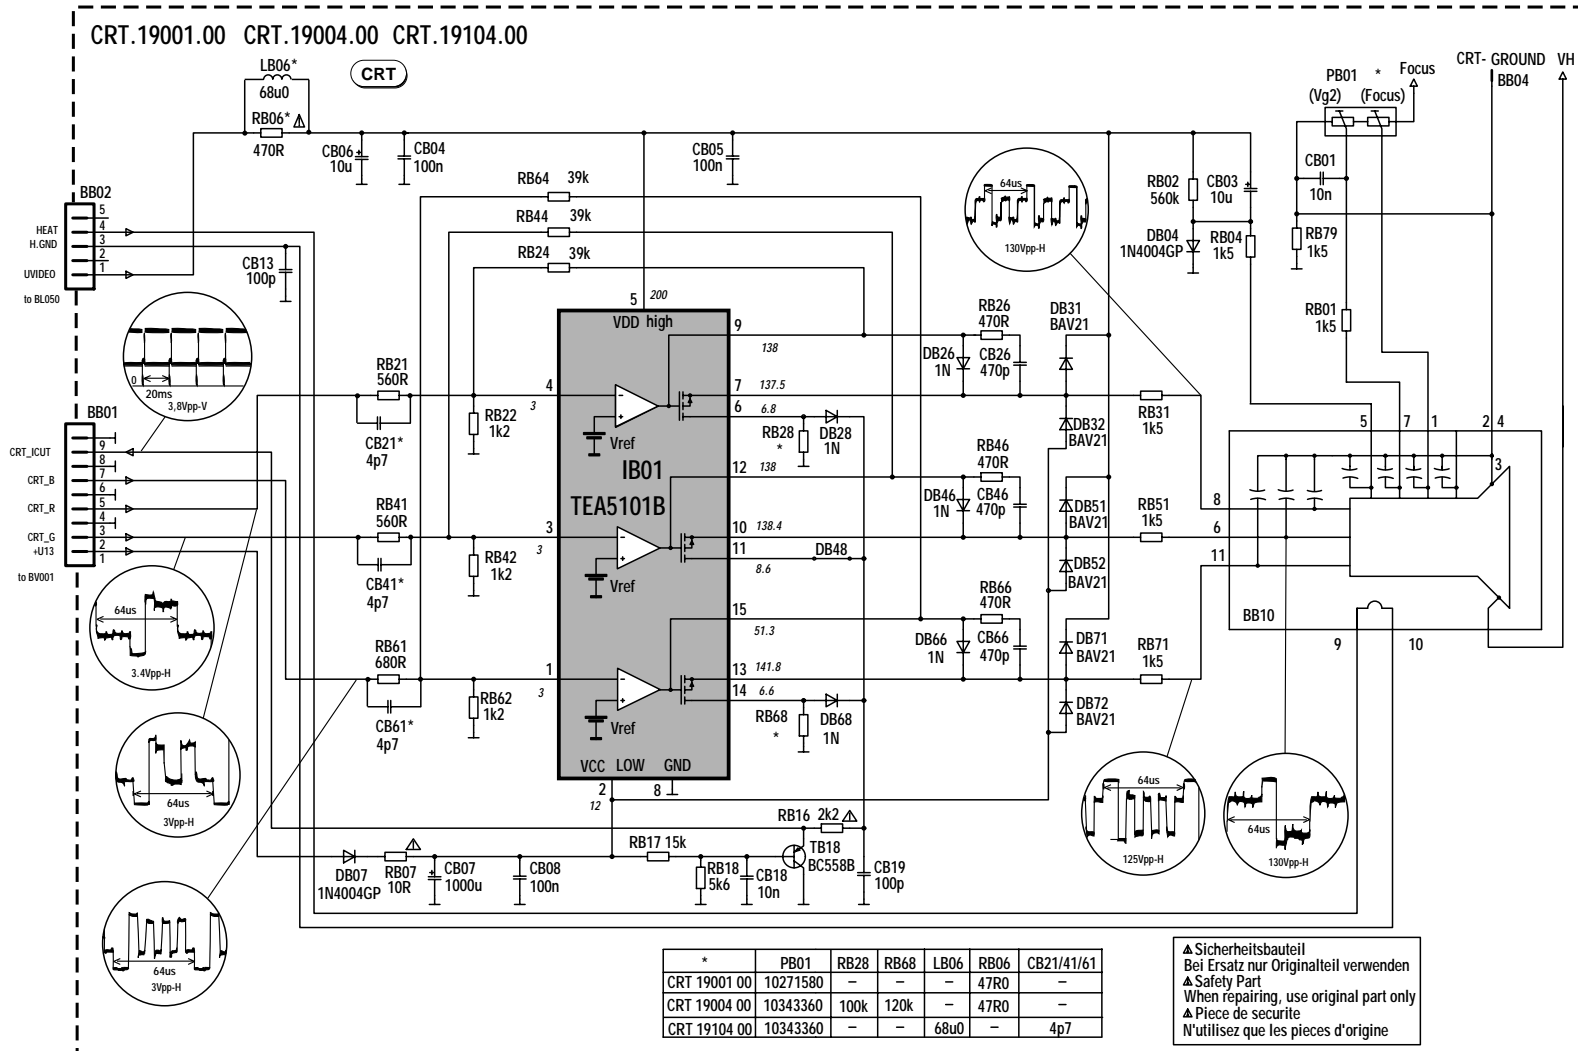 CRT.19001.00 CRT.19004.00 CRT.19104.00
CRT
LB06*
68u0
RB06*
470R
CB06
10u
CB04
100n
CB05
100n
RB64 39k
RB44 39k
RB24 39k
BB02
5
4
3
2
1
HEAT
H.GND
UVIDEO
to BL050
CB13
100p
0
20ms
3,8Vpp-V
BB01
9
8
7
6
5
4
3
2
1
CRT_ICUT
CRT_B
CRT_R
CRT_G
+U13
to BV001
64us
3.4Vpp-H
64us
3Vpp-H
64us
3Vpp-H
RB21
560R
CB21*
4p7
RB22
1k2
RB41
560R
CB41*
4p7
RB42
1k2
RB61
680R
CB61*
4p7
RB62
1k2
4
3
3
3
1
3
5 200
VDD high
Vref
IB01
TEA5101B
Vref
Vref
VCC LOW GND
2
12
8
9
138
7 137.5
6 6.8
12 138
10 138.4
11
8.6
15
51.3
13 141.8
14 6.6
RB28
*
DB28
1N
DB48
RB68
*
DB68
1N
DB26
1N
RB26
470R
CB26
470p
DB31
BAV21
DB32
BAV21
RB31
1k5
DB46
1N
RB46
470R
CB46
470p
DB51
BAV21
DB52
BAV21
RB51
1k5
DB66
1N
RB66
470R
CB66
470p
DB71
BAV21
DB72
BAV21
RB71
1k5
64us
130Vpp-H
RB02
560k
CB03
10u
DB04
1N4004GP
RB04
1k5
PB01 *
(Vg2) (Focus)
Focus
CRT- GROUND
BB04
VH
CB01
10n
RB79
1k5
RB01
1k5
5 7 1 2 4
3
8
6
11
BB10
9 10
64us
125Vpp-H
64us
130Vpp-H
DB07
1N4004GP
RB07
10R
CB07
1000u
CB08
100n
RB17 15k
RB18
5k6
CB18
10n
RB16 2k2
TB18
BC558B
CB19
100p
* PB01 RB28 RB68 LB06 RB06 CB21/41/61
CRT 19001 00 10271580 – – – 47R0 –
CRT 19004 00 10343360 100k 120k – 47R0 –
CRT 19104 00 10343360 – – 68u0 – 4p7
Sicherheitsbauteil
Bei Ersatz nur Originalteil verwenden
Safety Part
When repairing, use original part only
Piece de securite
N'utilisez que les pieces d'origine